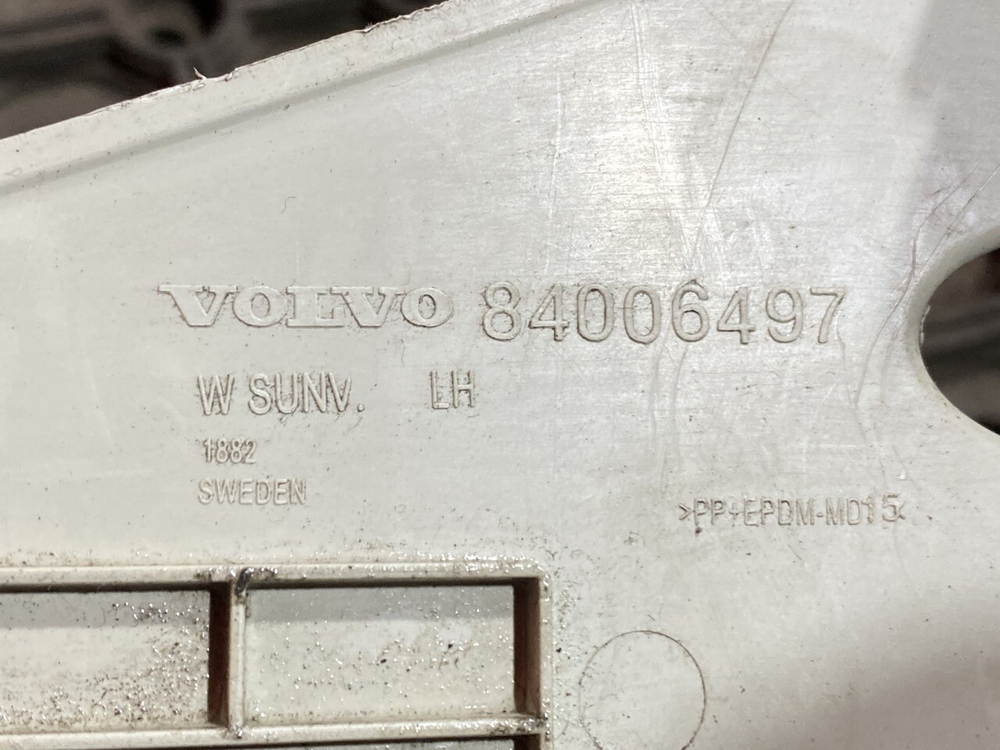 VOLVO 84006497
W SUNV. LH
1882
SWEDEN
>PP+EPDM-MD15<